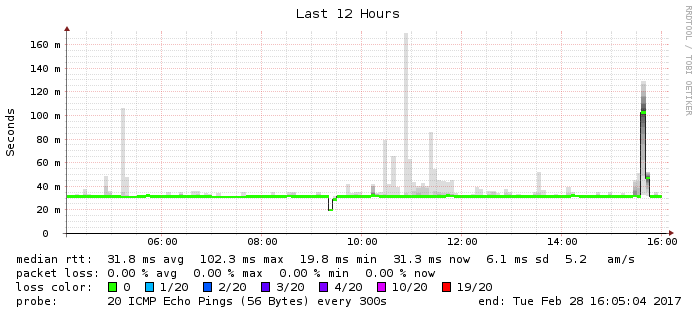 Last 12 Hours
RRDTOOL / TOBI OETIKER
Seconds
160 m
140 m
120 m
100 m
80 m
60 m
40 m
20 m
0
06:00 08:00 10:00 12:00 14:00 16:00
median rtt: 31.8 ms avg 102.3 ms max 19.8 ms min 31.3 ms now 6.1 ms sd 5.2 am/s
packet loss: 0.00 % avg 0.00 % max 0.00 % min 0.00 % now
loss color: 0 1/20 2/20 3/20 4/20 10/20 19/20
probe: 20 ICMP Echo Pings (56 Bytes) every 300s end: Tue Feb 28 16:05:04 2017